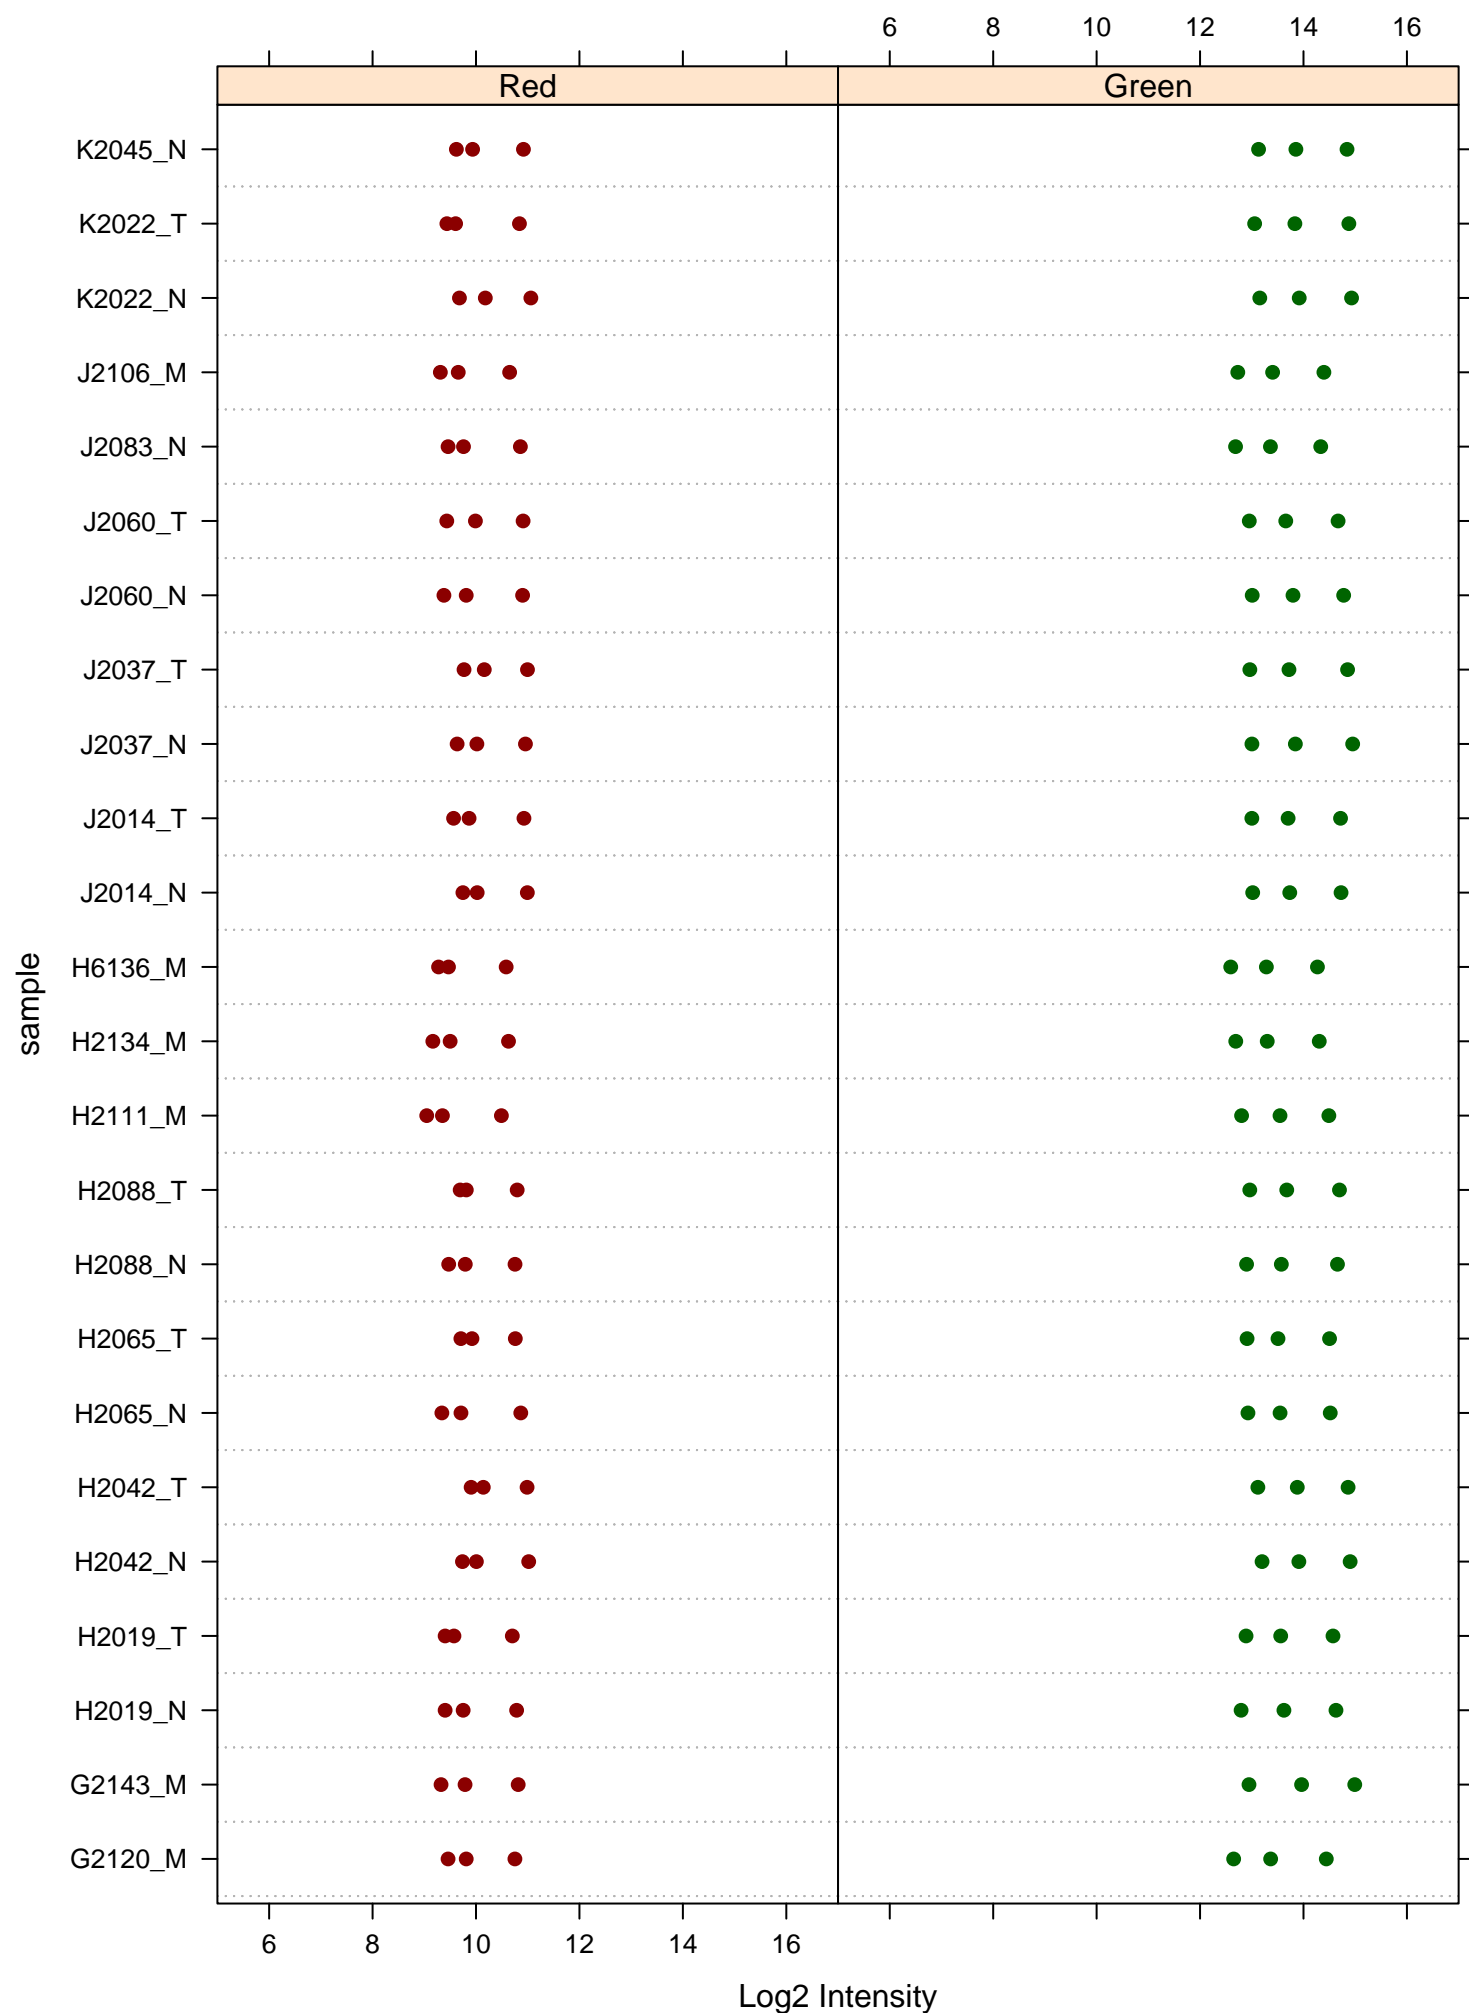 6 8 10 12 14 16
Red Green
K2045_N
K2022_T
K2022_N
J2106_M
J2083_N
J2060_T
J2060_N
J2037_T
J2037_N
J2014_T
J2014_N
H6136_M
sample
H2134_M
H2111_M
H2088_T
H2088_N
H2065_T
H2065_N
H2042_T
H2042_N
H2019_T
H2019_N
G2143_M
G2120_M
6 8 10 12 14 16
Log2 Intensity